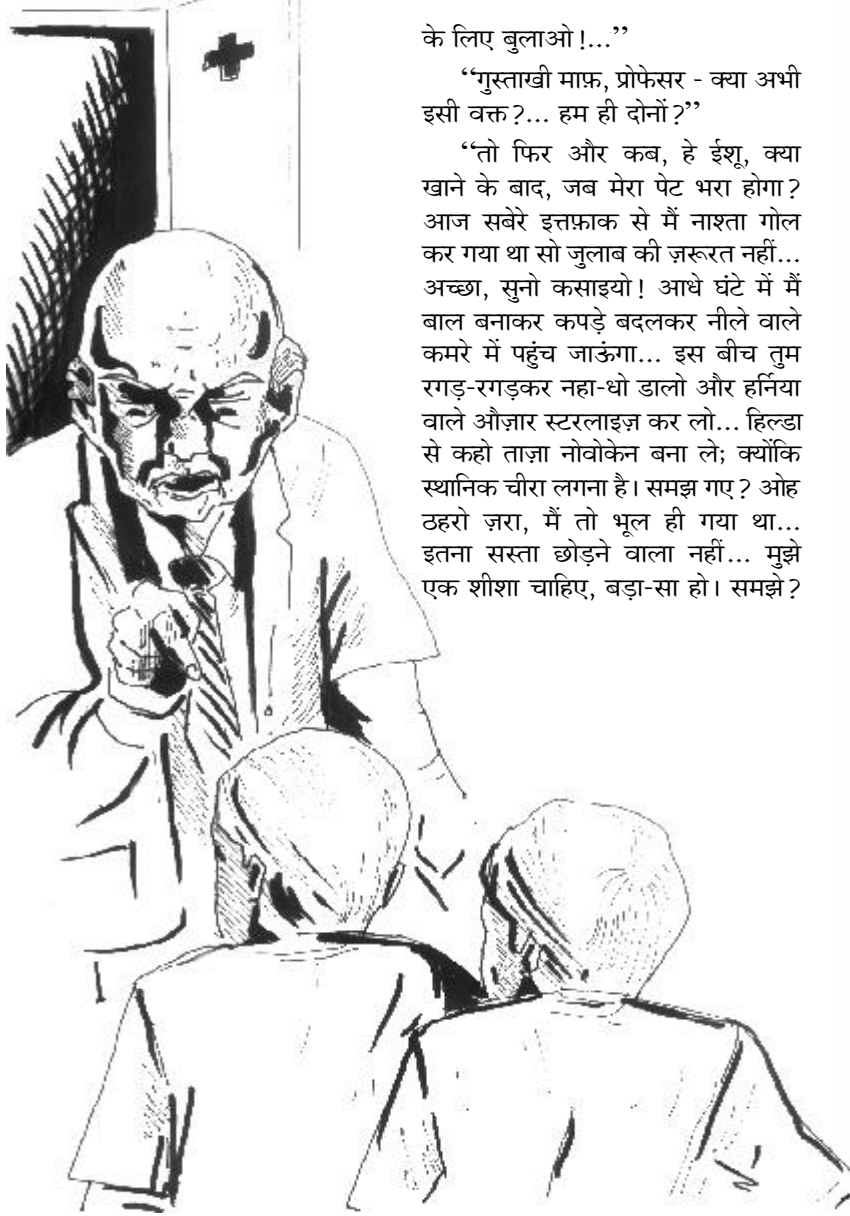 के लिए बुलाओ!...”
“गुस्ताखी माफ़, प्रोफेसर - क्या अभी
इसी वक्त?... हम ही दोनों?”
“तो फिर और कब, हे ईशू, क्या
खाने के बाद, जब मेरा पेट भरा होगा?
आज सबेरे इत्तफ़ाक से मैं नाश्ता गोल
कर गया था सो जुलाब की ज़रूरत नहीं...
अच्छा, सुनो कसाइयो! आधे घंटे में मैं
बाल बनाकर कपड़े बदलकर नीले वाले
कमरे में पहुंच जाऊंगा... इस बीच तुम
रगड़-रगड़कर नहा-धो डालो और हर्निया
वाले औज़ार स्टरलाइज़ कर लो... हिल्डा
से कहो ताज़ा नोवोकेन बना ले; क्योंकि
स्थानिक चीरा लगना है। समझ गए? ओह
ठहरो ज़रा, मैं तो भूल ही गया था...
इतना सस्ता छोड़ने वाला नहीं... मुझे
एक शीशा चाहिए, बड़ा-सा हो। समझे?